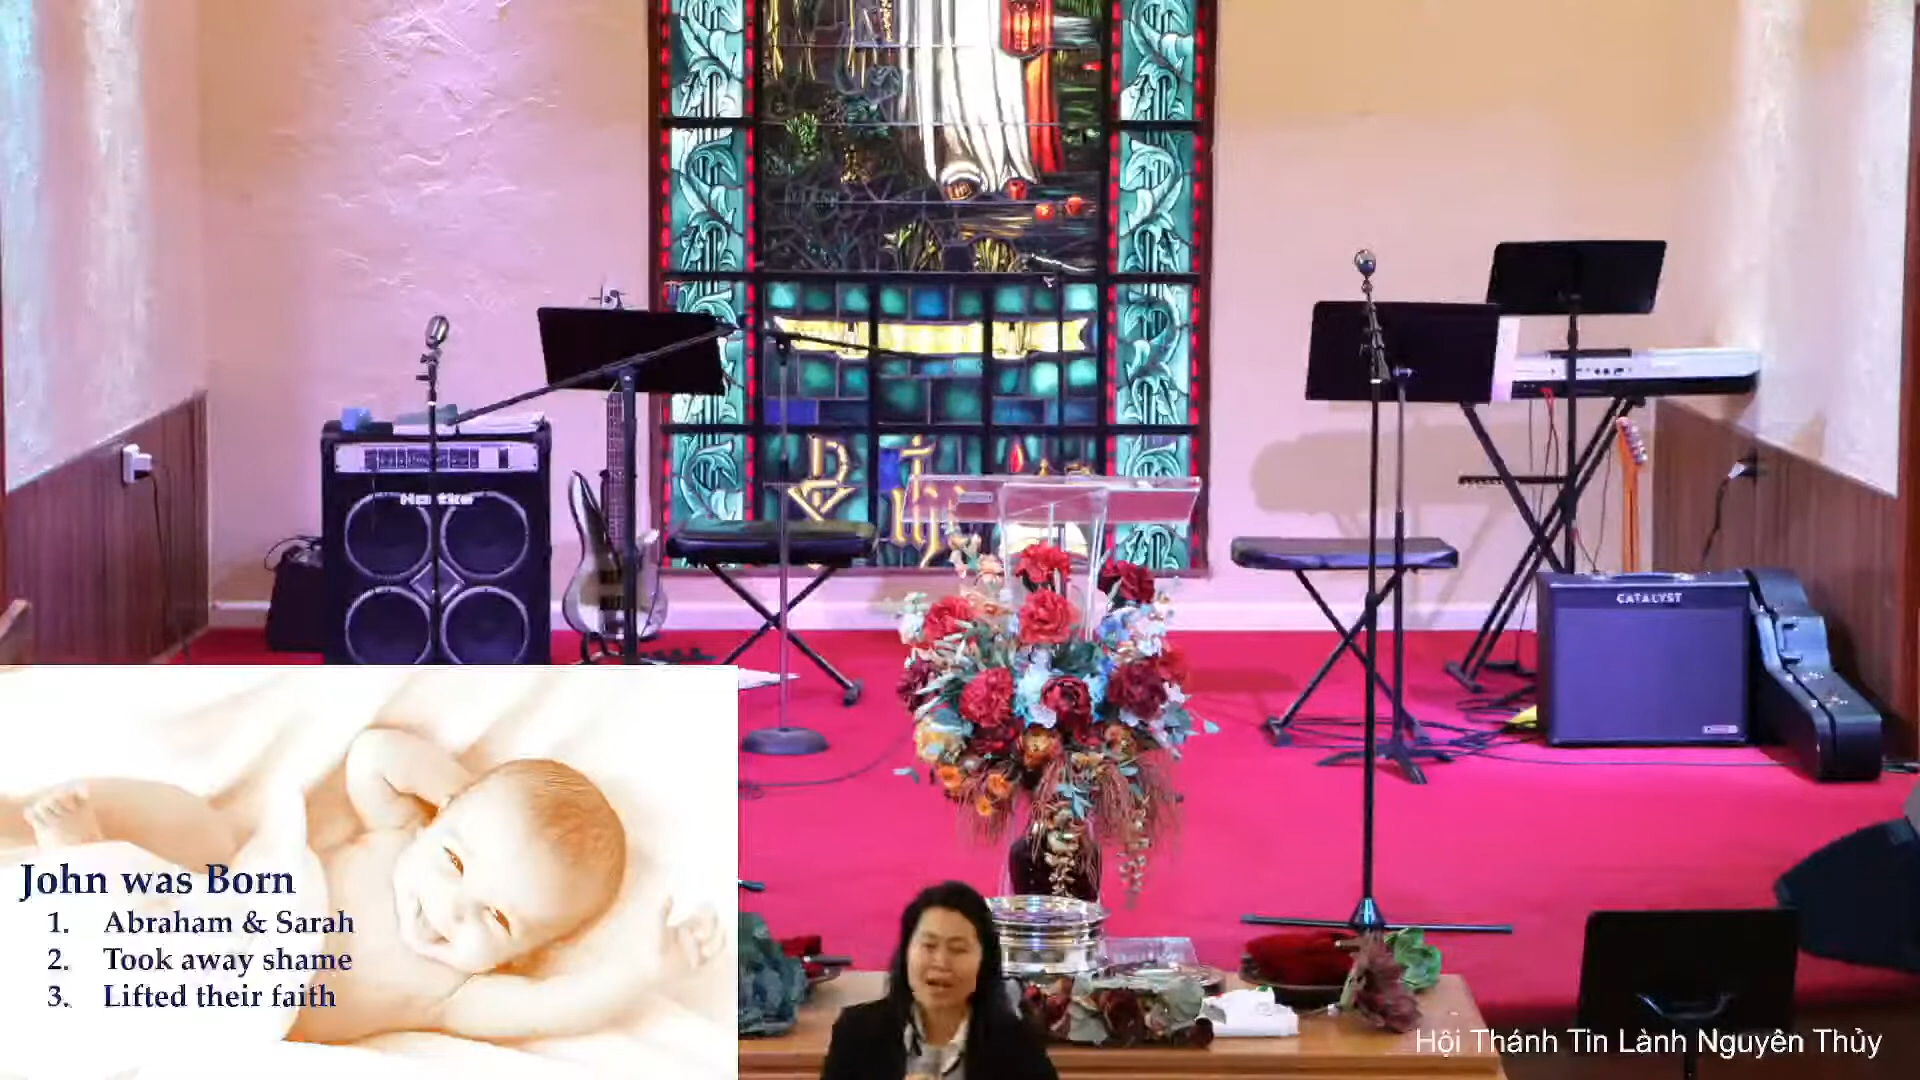 Hartke
CATALYST
John was Born
1. Abraham & Sarah
2. Took away shame
3. Lifted their faith
Hội Thánh Tin Lành Nguyên Thủy